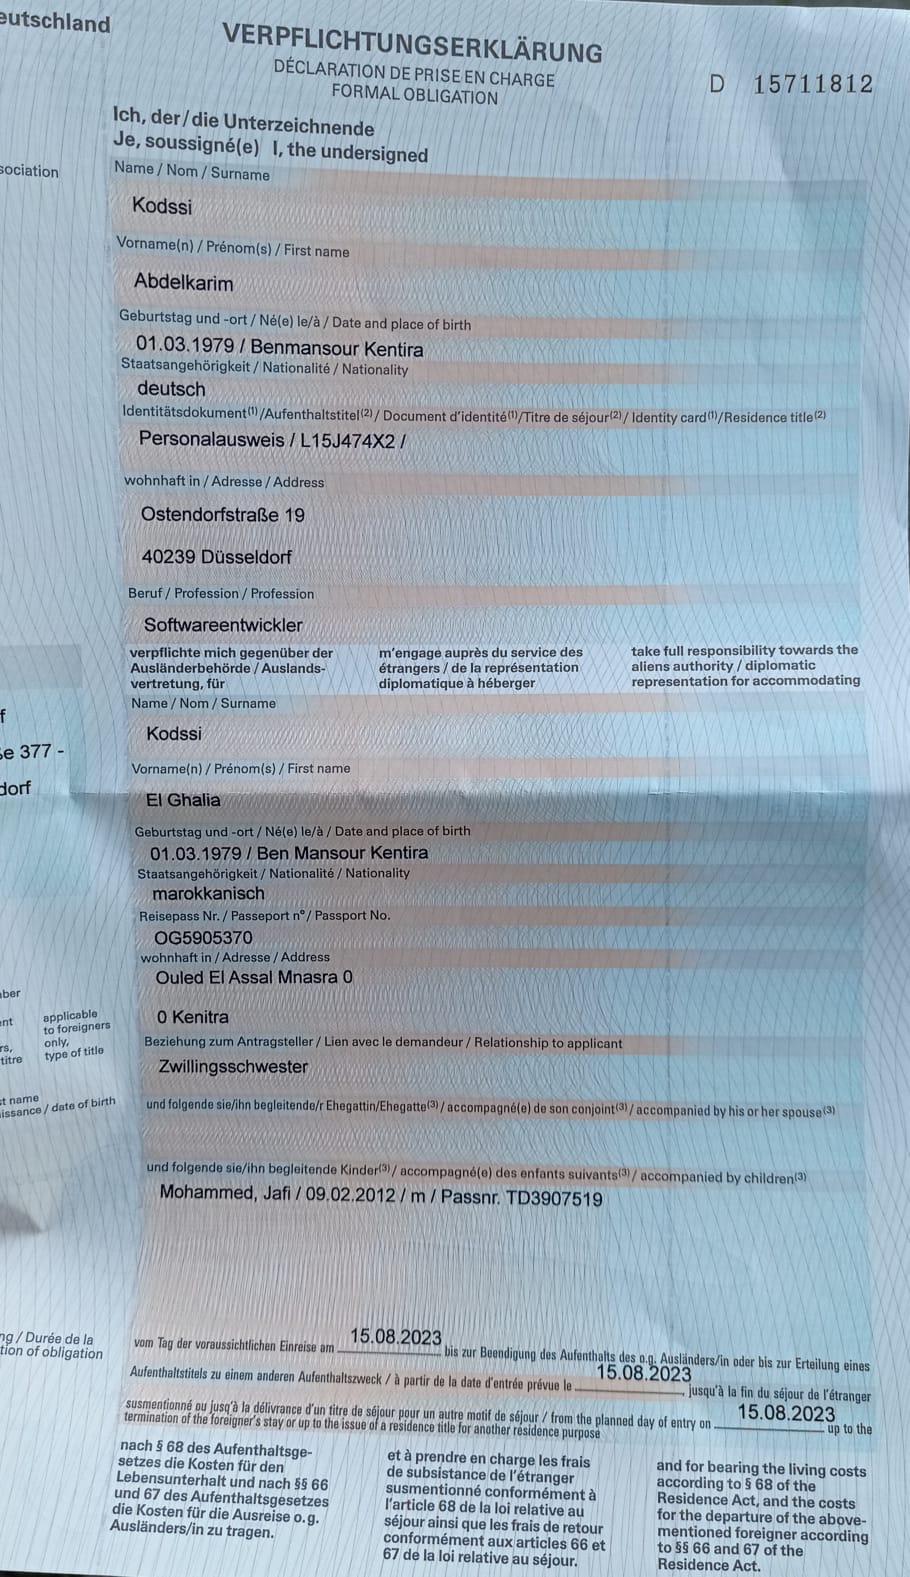 eutschland
VERPFLICHTUNGSERKLÄRUNG
DÉCLARATION DE PRISE EN CHARGE
FORMAL OBLIGATION
D 15711812
Ich, der/die Unterzeichnende
Je, soussigné(e) I, the undersigned
sociation
Name / Nom / Surname
Kodssi
Vorname(n) / Prénom(s) / First name
Abdelkarim
Geburtstag und -ort / Né(e) le/à / Date and place of birth
01.03.1979 / Benmansour Kentira
Staatsangehörigkeit / Nationalité / Nationality
deutsch
Identitätsdokument(1)/Aufenthaltstitel(2)/ Document d'identité(1)/Titre de séjour(2)/ Identity card(1)/Residence title(2)
Personalausweis / L15J474X2 /
wohnhaft in / Adresse / Address
Ostendorfstraße 19
40239 Düsseldorf
Beruf / Profession / Profession
Softwareentwickler
verpflichte mich gegenüber der
Ausländerbehörde / Auslands-
vertretung, für
m'engage auprès du service des
étrangers / de la représentation
diplomatique à héberger
take full responsibility towards the
aliens authority / diplomatic
representation for accommodating
Name / Nom / Surname
f
Kodssi
se 377 -
Vorname(n) / Prénom(s) / First name
dorf
El Ghalia
Geburtstag und -ort / Né(e) le/à / Date and place of birth
01.03.1979 / Ben Mansour Kentira
Staatsangehörigkeit / Nationalité / Nationality
marokkanisch
Reisepass Nr. / Passeport n° / Passport No.
OG5905370
wohnhaft in / Adresse / Address
Ouled El Assal Mnasra 0
0 Kenitra
Beziehung zum Antragsteller / Lien avec le demandeur / Relationship to applicant
Zwillingsschwester
und folgende sie/ihn begleitende/r Ehegattin/Ehegatte(3) / accompagné(e) de son conjoint(3) / accompanied by his or her spouse(3)
und folgende sie/ihn begleitende Kinder(3) / accompagné(e) des enfants suivants(3) / accompanied by children(3)
Mohammed, Jafi / 09.02.2012 / m / Passnr. TD3907519
mber
ent
rs,
titre
applicable
to foreigners
only,
type of title
st name
issance / date of birth
ng / Durée de la
tion of obligation
vom Tag der voraussichtlichen Einreise am 15.08.2023 bis zur Beendigung des Aufenthalts des o.g. Ausländers/in oder bis zur Erteilung eines
Aufenthaltstitels zu einem anderen Aufenthaltszweck / à partir de la date d'entrée prévue le 15.08.2023, jusqu'à la fin du séjour de l'étranger
susmentionné ou jusqu'à la délivrance d'un titre de séjour pour un autre motif de séjour / from the planned day of entry on 15.08.2023 up to the
termination of the foreigner's stay or up to the issue of a residence title for another residence purpose
nach § 68 des Aufenthaltsge-
setzes die Kosten für den
Lebensunterhalt und nach §§ 66
und 67 des Aufenthaltsgesetzes
die Kosten für die Ausreise o.g.
Ausländers/in zu tragen.
et à prendre en charge les frais
de subsistance de l'étranger
susmentionné conformément à
l'article 68 de la loi relative au
séjour ainsi que les frais de retour
conformément aux articles 66 et
67 de la loi relative au séjour.
and for bearing the living costs
according to § 68 of the
Residence Act, and the costs
for the departure of the above-
mentioned foreigner according
to §§ 66 and 67 of the
Residence Act.